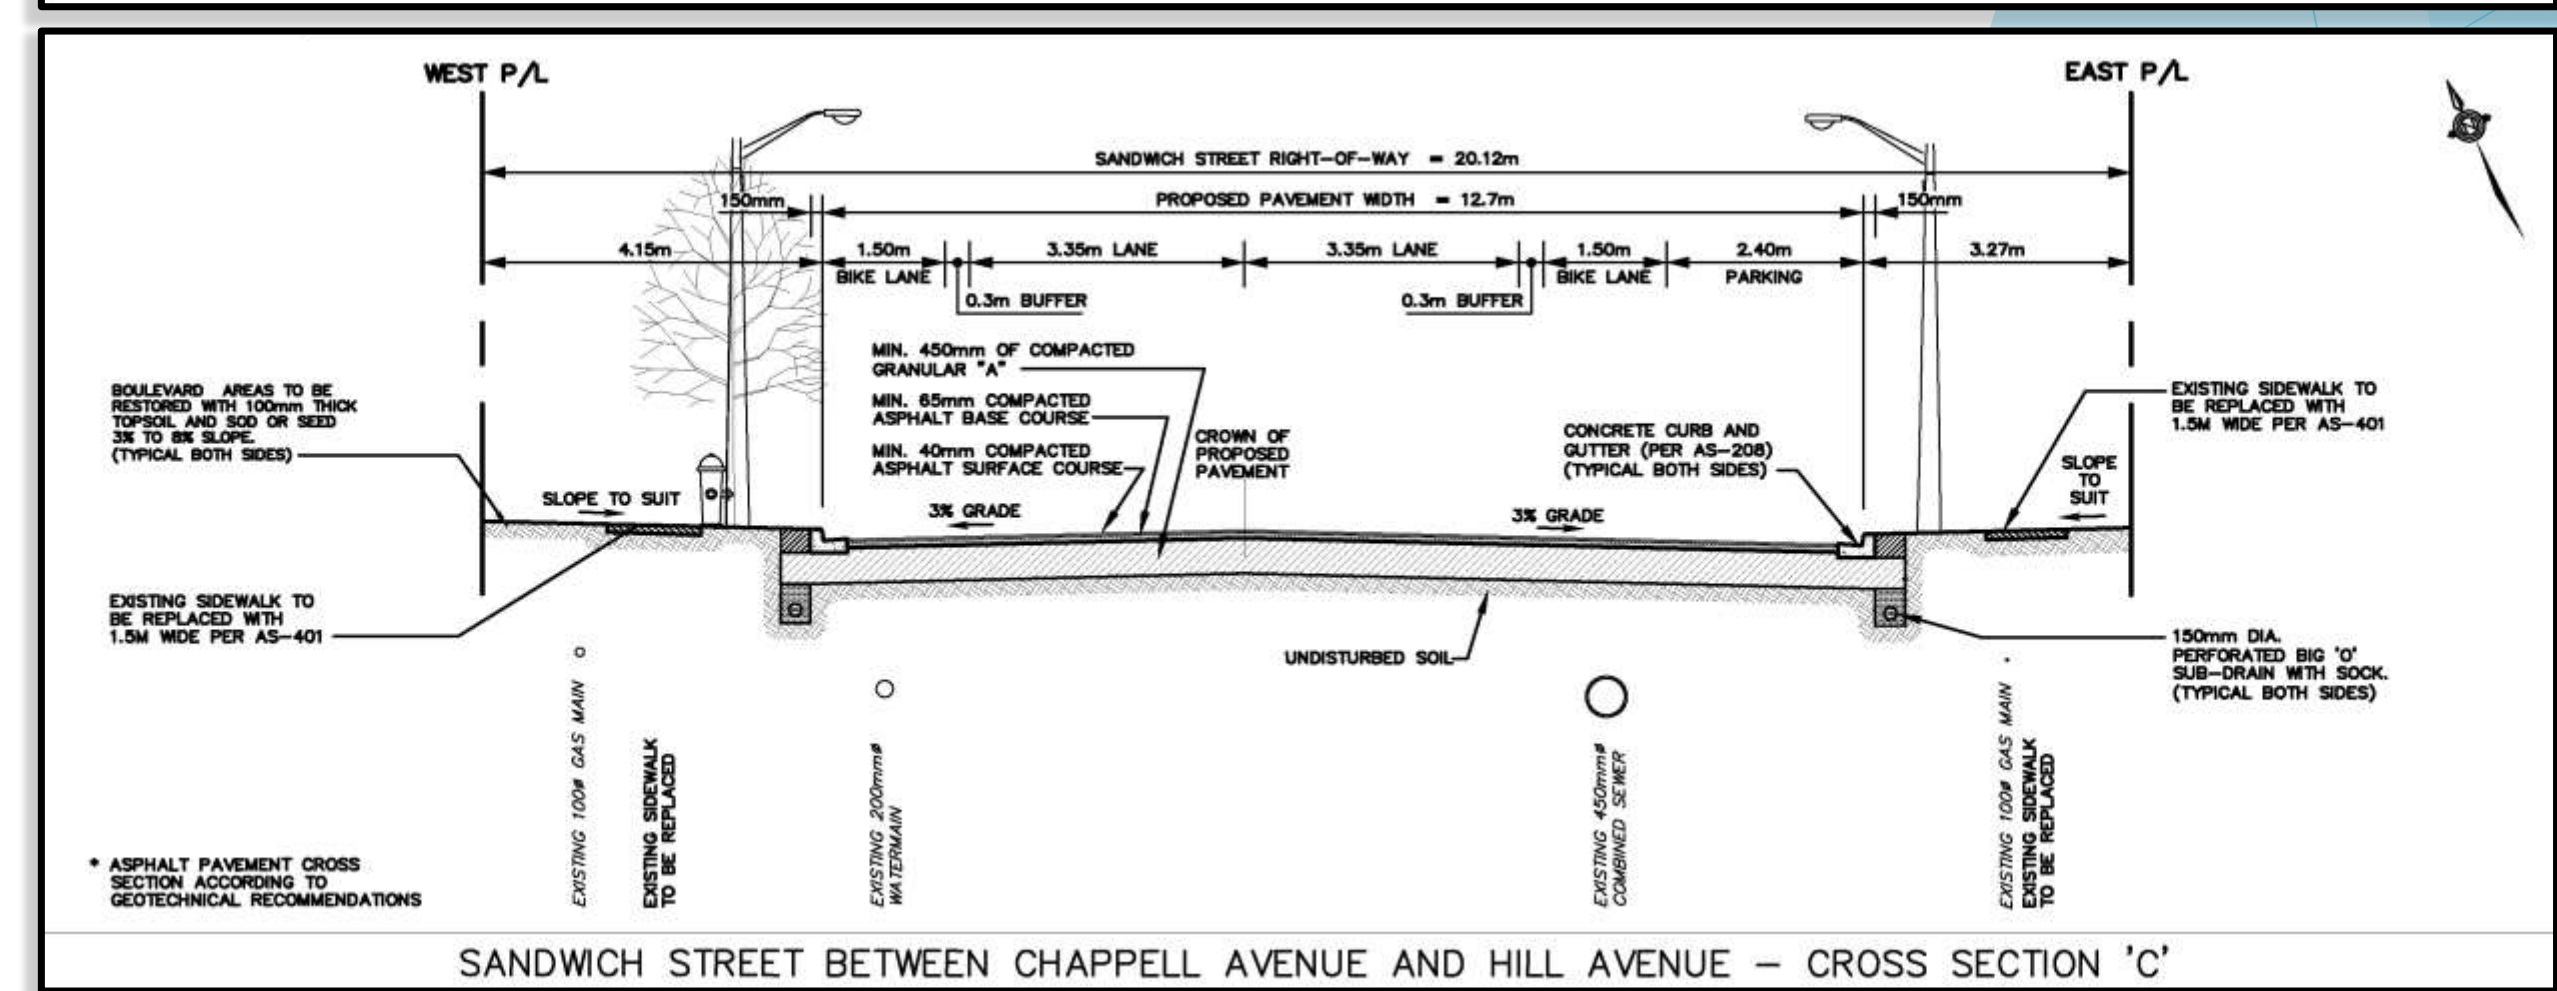 WEST P/L
EAST P/L
SANDWICH STREET RIGHT-OF-WAY = 20.12m
150mm
PROPOSED PAVEMENT WIDTH = 12.7m
150mm
4.15m
1.50m
BIKE LANE
3.35m LANE
3.35m LANE
1.50m
BIKE LANE
2.40m
PARKING
3.27m
0.3m BUFFER
0.3m BUFFER
MIN. 450mm OF COMPACTED
GRANULAR "A"
MIN. 65mm COMPACTED
ASPHALT BASE COURSE
MIN. 40mm COMPACTED
ASPHALT SURFACE COURSE
CROWN OF
PROPOSED
PAVEMENT
CONCRETE CURB AND
GUTTER (PER AS-208)
(TYPICAL BOTH SIDES)
BOULEVARD AREAS TO BE
RESTORED WITH 100mm THICK
TOPSOIL AND SOD OR SEED
3% TO 8% SLOPE.
(TYPICAL BOTH SIDES)
EXISTING SIDEWALK TO
BE REPLACED WITH
1.5M WIDE PER AS-401
SLOPE
TO
SUIT
SLOPE TO SUIT
3% GRADE
3% GRADE
EXISTING SIDEWALK TO
BE REPLACED WITH
1.5M WIDE PER AS-401
UNDISTURBED SOIL
150mm DIA.
PERFORATED BIG 'O'
SUB-DRAIN WITH SOCK.
(TYPICAL BOTH SIDES)
EXISTING 100ø GAS MAIN
EXISTING SIDEWALK
TO BE REPLACED
EXISTING 200mmø
WATERMAIN
EXISTING 450mmø
COMBINED SEWER
EXISTING 100ø GAS MAIN
EXISTING SIDEWALK
TO BE REPLACED
* ASPHALT PAVEMENT CROSS
SECTION ACCORDING TO
GEOTECHNICAL RECOMMENDATIONS
SANDWICH STREET BETWEEN CHAPPELL AVENUE AND HILL AVENUE – CROSS SECTION 'C'